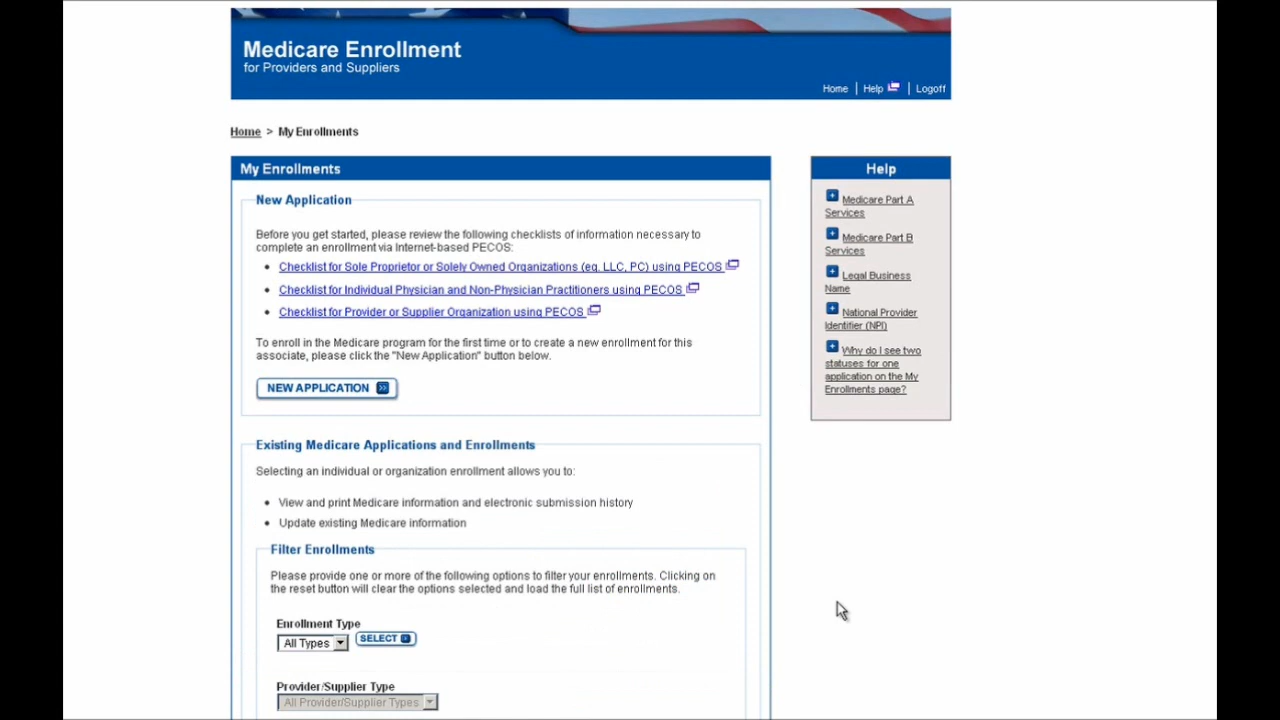 Medicare Enrollment
for Providers and Suppliers
Home | Help | Logoff
Home > My Enrollments
My Enrollments
New Application
Before you get started, please review the following checklists of information necessary to
complete an enrollment via Internet-based PECOS:
• Checklist for Sole Proprietor or Solely Owned Organizations (eg. LLC, PC) using PECOS
• Checklist for Individual Physician and Non-Physician Practitioners using PECOS
• Checklist for Provider or Supplier Organization using PECOS
To enroll in the Medicare program for the first time or to create a new enrollment for this
associate, please click the "New Application" button below.
NEW APPLICATION
Existing Medicare Applications and Enrollments
Selecting an individual or organization enrollment allows you to:
• View and print Medicare information and electronic submission history
• Update existing Medicare information
Filter Enrollments
Please provide one or more of the following options to filter your enrollments. Clicking on
the reset button will clear the options selected and load the full list of enrollments.
Enrollment Type
All Types SELECT
Provider/Supplier Type
All Provider/Supplier Types
Help
Medicare Part A
Services
Medicare Part B
Services
Legal Business
Name
National Provider
Identifier (NPI)
Why do I see two
statuses for one
application on the My
Enrollments page?